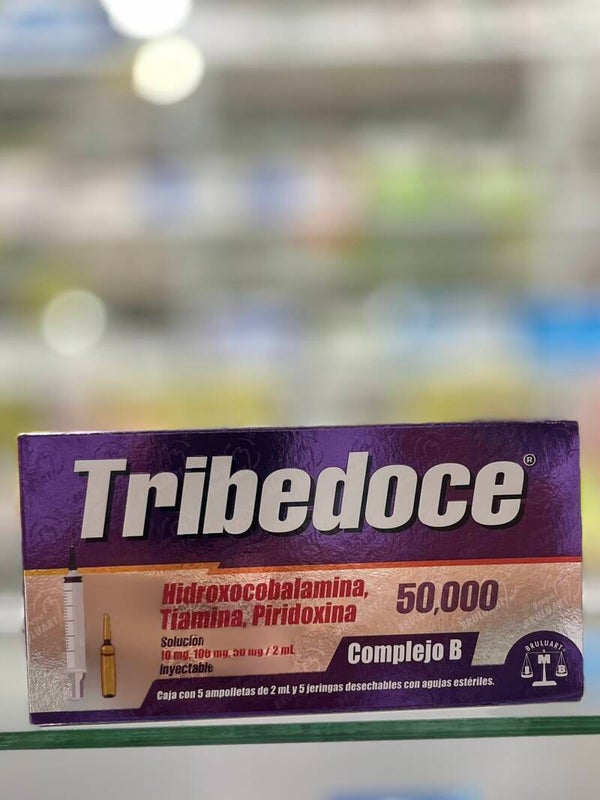 Tribedoce®
Hidroxocobalamina,
Tiamina, Piridoxina
50,000
Solución
10 mg, 100 mg, 50 mg / 2 mL
Inyectable
Complejo B
BRULUART
Caja con 5 ampolletas de 2 mL y 5 jeringas desechables con agujas estériles.